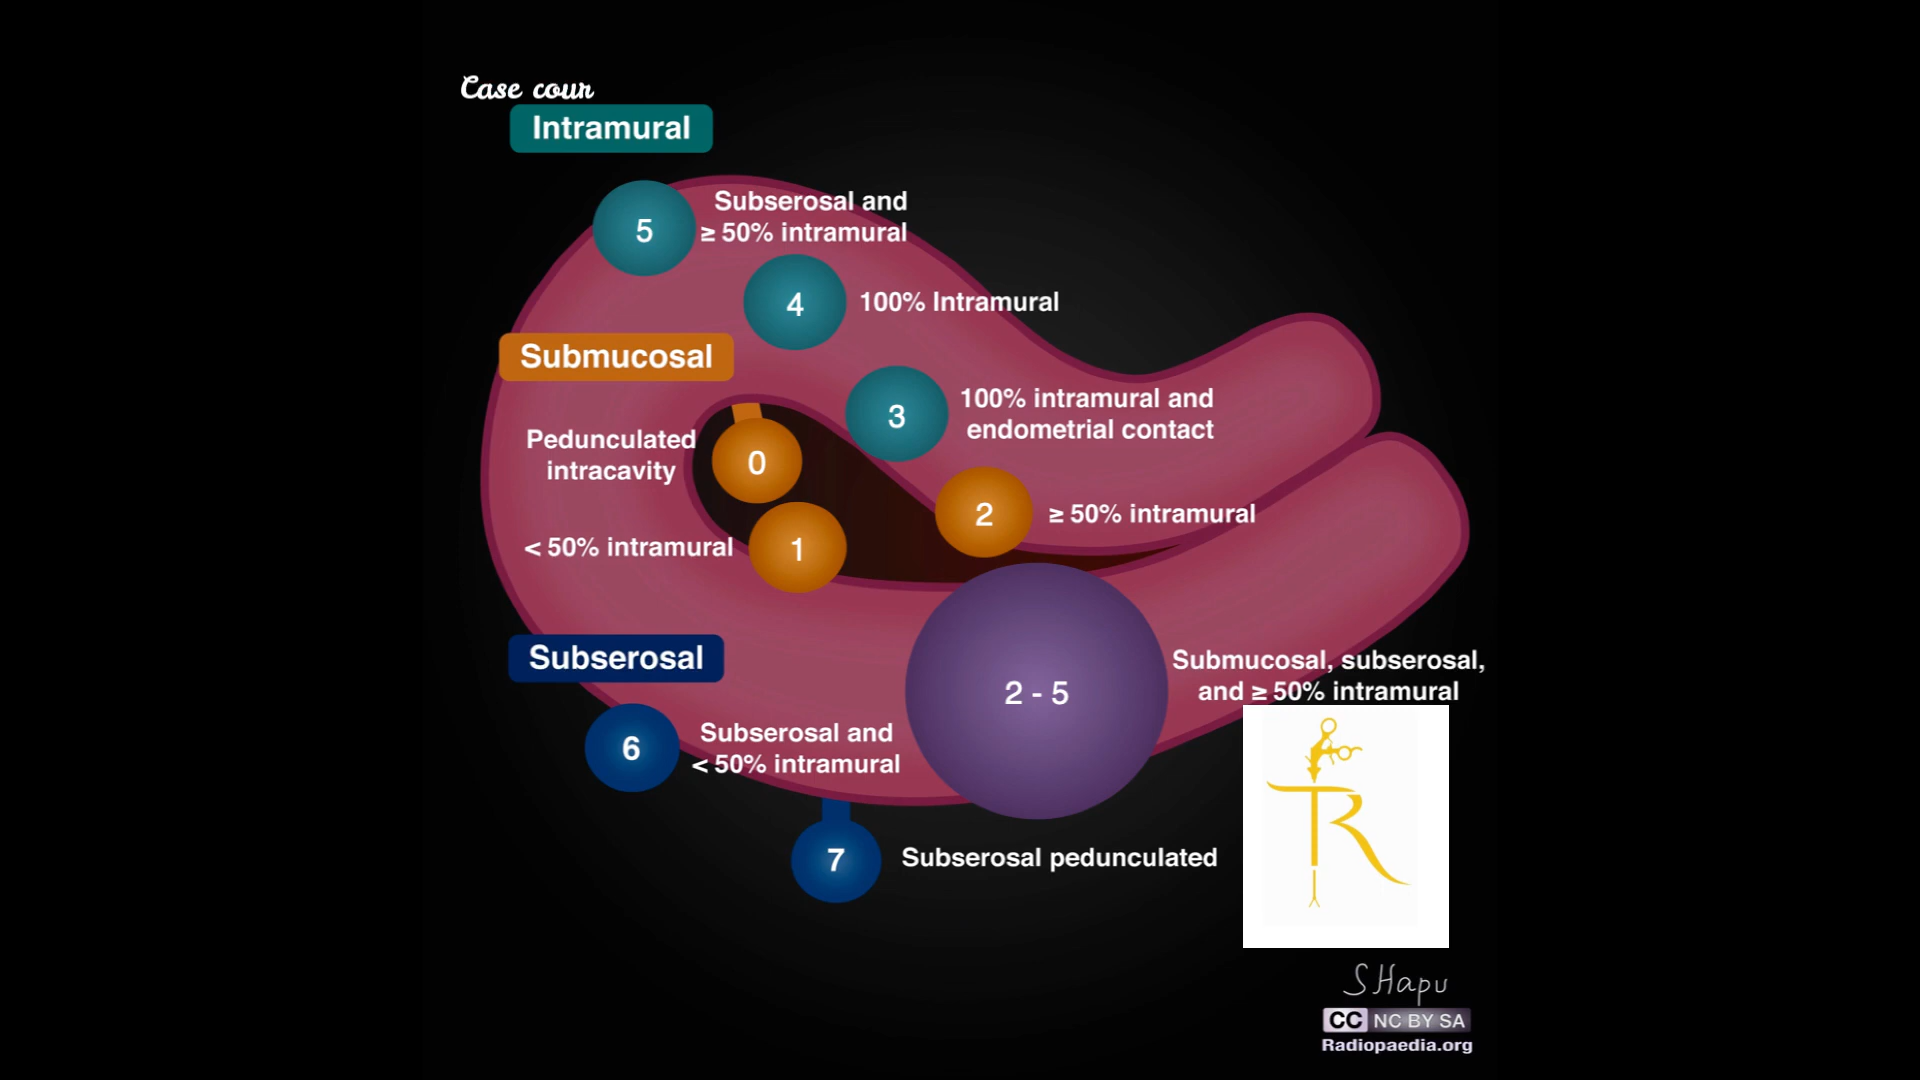 Case cour
Intramural
5
Subserosal and
≥ 50% intramural
4
100% Intramural
Submucosal
3
100% intramural and
endometrial contact
Pedunculated
intracavity
0
2
≥ 50% intramural
< 50% intramural
1
Subserosal
2 - 5
Submucosal, subserosal,
and ≥ 50% intramural
6
Subserosal and
< 50% intramural
7
Subserosal pedunculated
TR
SHapu
CC NC BY SA
Radiopaedia.org